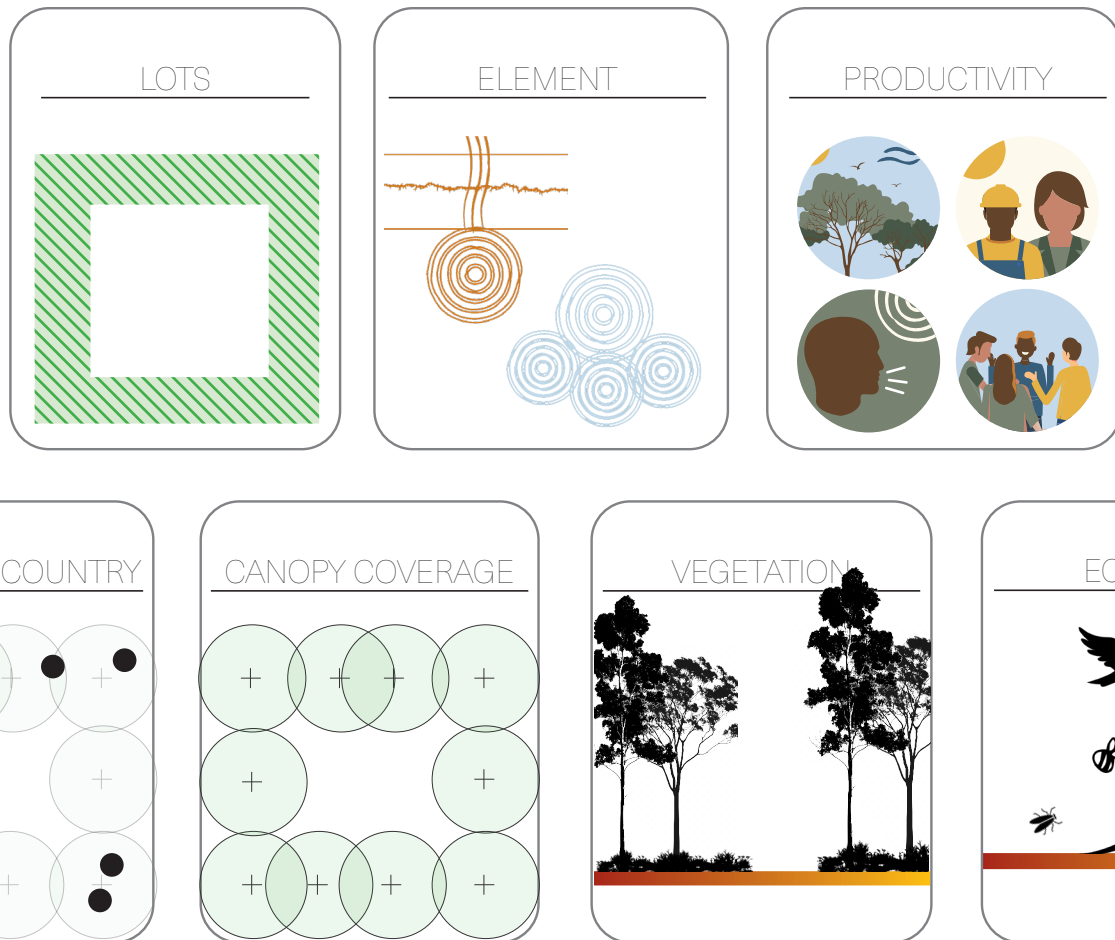 LOTS
ELEMENT
PRODUCTIVITY
COUNTRY
CANOPY COVERAGE
VEGETATION